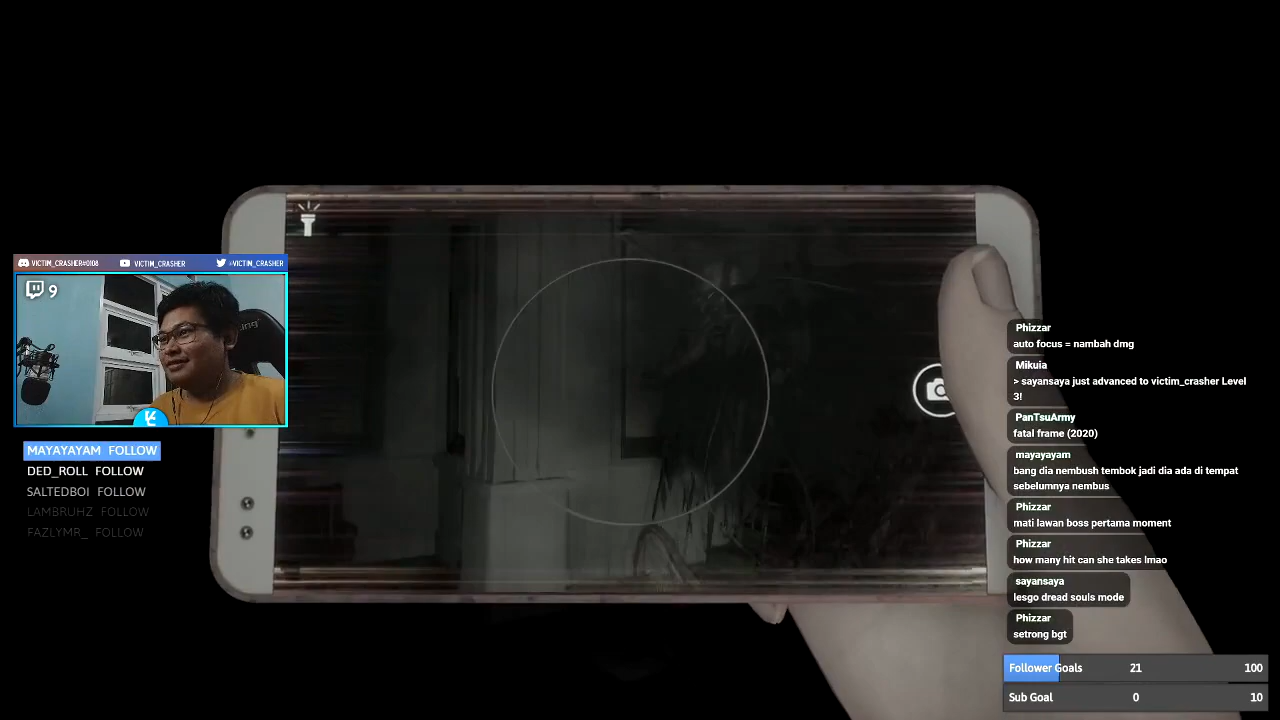 VICTIM_CRASHER#0108
VICTIM_CRASHER
VICTIM_CRASHER
9
MAYAYAYAM FOLLOW
DED_ROLL FOLLOW
SALTEDBOI FOLLOW
LAMBRUHZ FOLLOW
FAZLYMR_ FOLLOW
Phizzar
auto focus = nambah dmg
Mikuia
> sayansaya just advanced to victim_crasher Level
3!
PanTsuArmy
fatal frame (2020)
mayayayam
bang dia nembush tembok jadi dia ada di tempat
sebelumnya nembus
Phizzar
mati lawan boss pertama moment
Phizzar
how many hit can she takes lmao
sayansaya
lesgo dread souls mode
Phizzar
setrong bgt
Follower Goals 21 100
Sub Goal 0 10